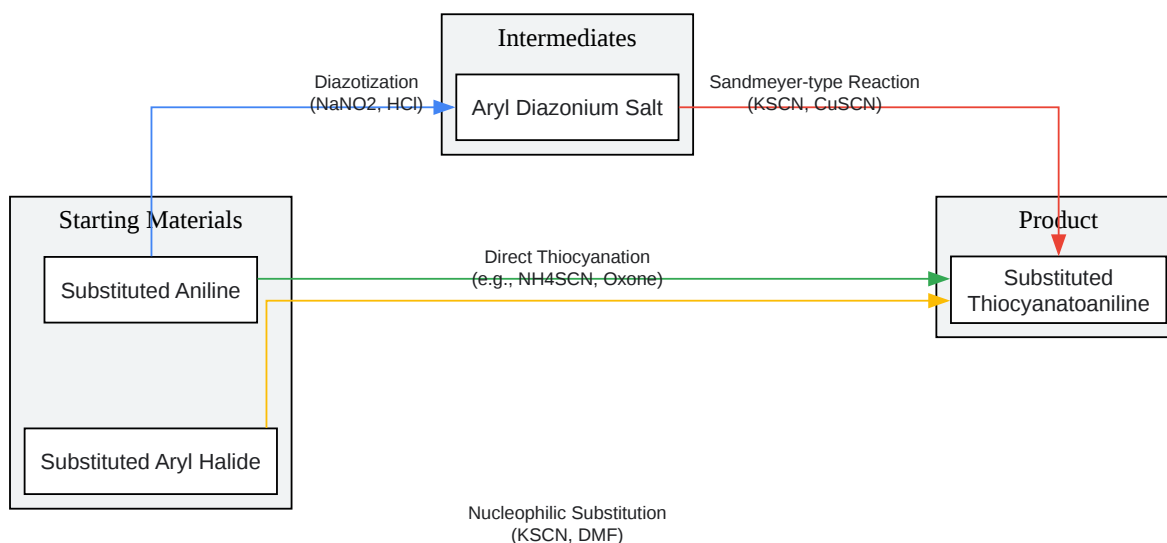 Intermediates
Diazotization
(NaNO2, HCl)
Aryl Diazonium Salt
Sandmeyer-type Reaction
(KSCN, CuSCN)
Starting Materials
Substituted Aniline
Direct Thiocyanation
(e.g., NH4SCN, Oxone)
Product
Substituted
Thiocyanatoaniline
Substituted Aryl Halide
Nucleophilic Substitution
(KSCN, DMF)